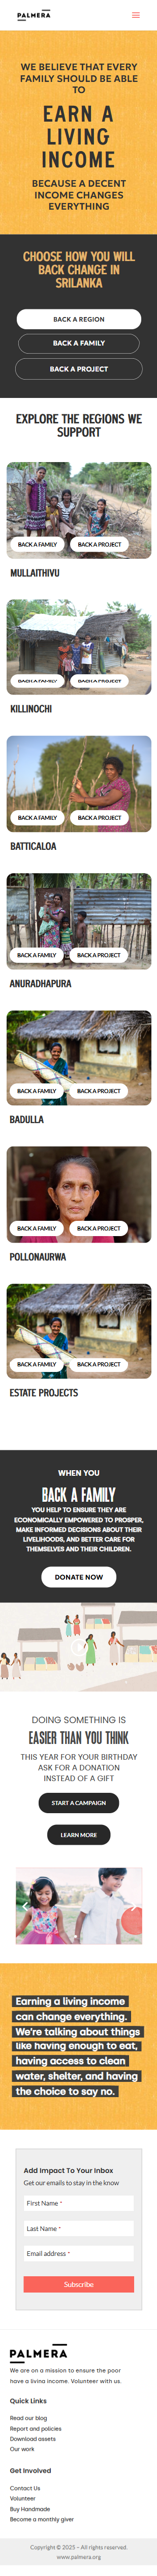 PALMERA
WE BELIEVE THAT EVERY
FAMILY SHOULD BE ABLE
TO
EARN A
LIVING
INCOME
BECAUSE A DECENT
INCOME CHANGES
EVERYTHING
CHOOSE HOW YOU WILL
BACK CHANGE IN
SRILANKA
BACK A REGION
BACK A FAMILY
BACK A PROJECT
EXPLORE THE REGIONS WE
SUPPORT
BACK A FAMILY BACK A PROJECT
MULLAITHIVU
BACK A FAMILY BACK A PROJECT
KILLINOCHI
BACK A FAMILY BACK A PROJECT
BATTICALOA
BACK A FAMILY BACK A PROJECT
ANURADHAPURA
BACK A FAMILY BACK A PROJECT
BADULLA
BACK A FAMILY BACK A PROJECT
POLLONAURWA
BACK A FAMILY BACK A PROJECT
ESTATE PROJECTS
WHEN YOU
BACK A FAMILY
YOU HELP TO ENSURE THEY ARE
ECONOMICALLY EMPOWERED TO PROSPER,
MAKE INFORMED DECISIONS ABOUT THEIR
LIVELIHOODS, AND BETTER CARE FOR
THEMSELVES AND THEIR CHILDREN.
DONATE NOW
DOING SOMETHING IS
EASIER THAN YOU THINK
THIS YEAR FOR YOUR BIRTHDAY
ASK FOR A DONATION
INSTEAD OF A GIFT
START A CAMPAIGN
LEARN MORE
Earning a living income
can change everything.
We're talking about things
like having enough to eat,
having access to clean
water, shelter, and having
the choice to say no.
Add Impact To Your Inbox
Get our emails to stay in the know
First Name *
Last Name *
Email address *
Subscribe
PALMERA
We are on a mission to ensure the poor
have a living income. Volunteer with us.
Quick Links
Read our blog
Report and policies
Download assets
Our work
Get Involved
Contact Us
Volunteer
Buy Handmade
Become a monthly giver
Copyright © 2025 – All rights reserved.
www.palmera.org